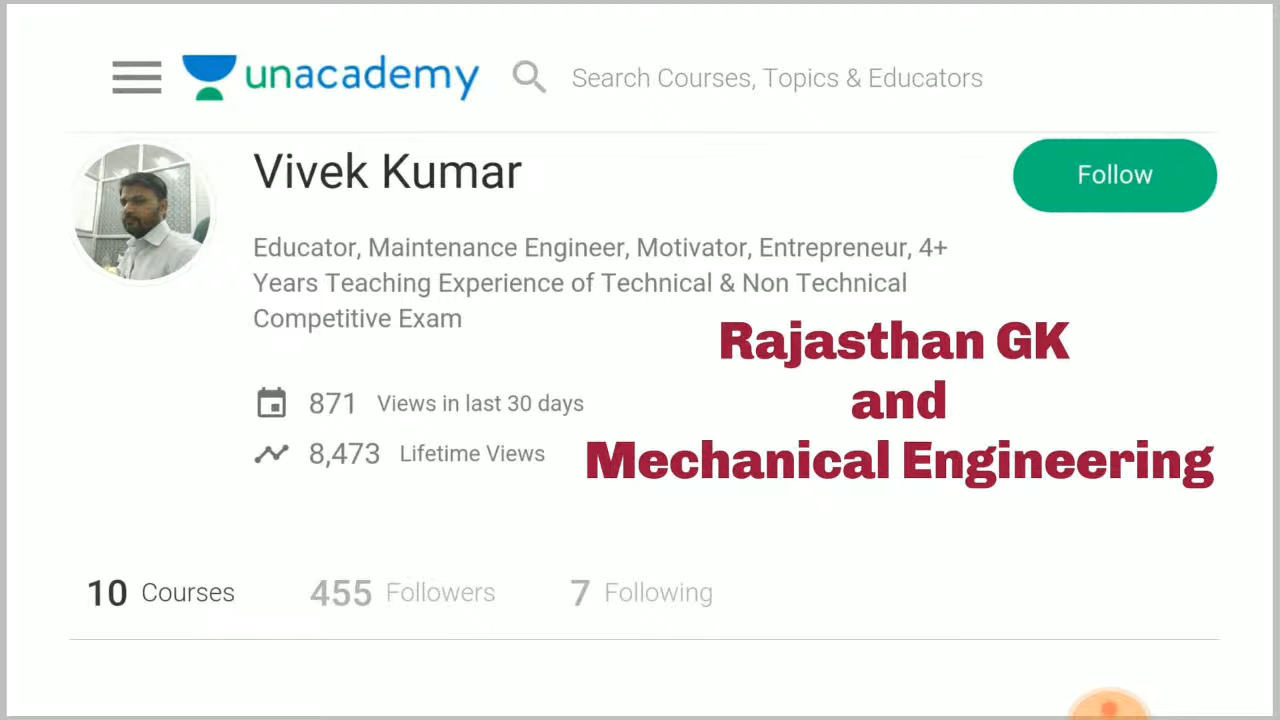 unacademy
Search Courses, Topics & Educators
Vivek Kumar
Follow
Educator, Maintenance Engineer, Motivator, Entrepreneur, 4+
Years Teaching Experience of Technical & Non Technical
Competitive Exam
Rajasthan GK
and
Mechanical Engineering
871 Views in last 30 days
8,473 Lifetime Views
10 Courses
455 Followers
7 Following